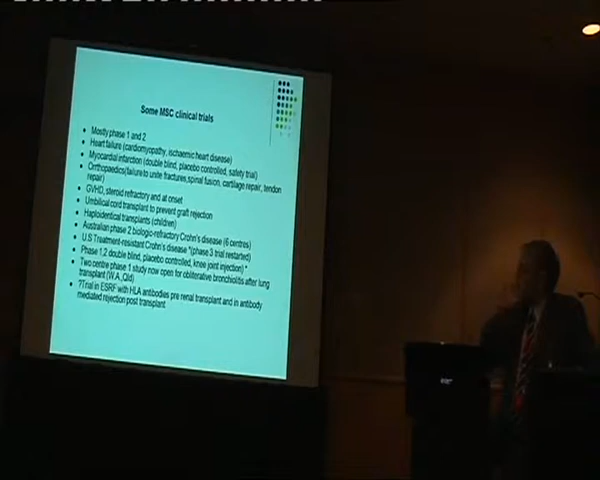 Some MSC clinical trials
• Mostly phase 1 and 2
• Heart failure (cardiomyopathy, ischaemic heart disease)
• Myocardial infarction (double blind, placebo controlled, safety trial)
• Orthopaedics(failure to unite fractures,spinal fusion, cartilage repair, tendon
repair)
• GVHD, steroid refractory and at onset
• Umbilical cord transplant to prevent graft rejection
• Haploidentical transplants (children)
• Australian phase 2 biologic-refractory Crohn's disease (6 centres)
• U.S Treatment-resistant Crohn's disease *(phase 3 trial restarted)
• Phase 1,2 double blind, placebo controlled, knee joint injection) *
• Two centre phase 1 study now open for obliterative bronchiolitis after lung
transplant (W.A, Qld)
• ?Trial in ESRF with HLA antibodies pre renal transplant and in antibody
mediated rejection post transplant